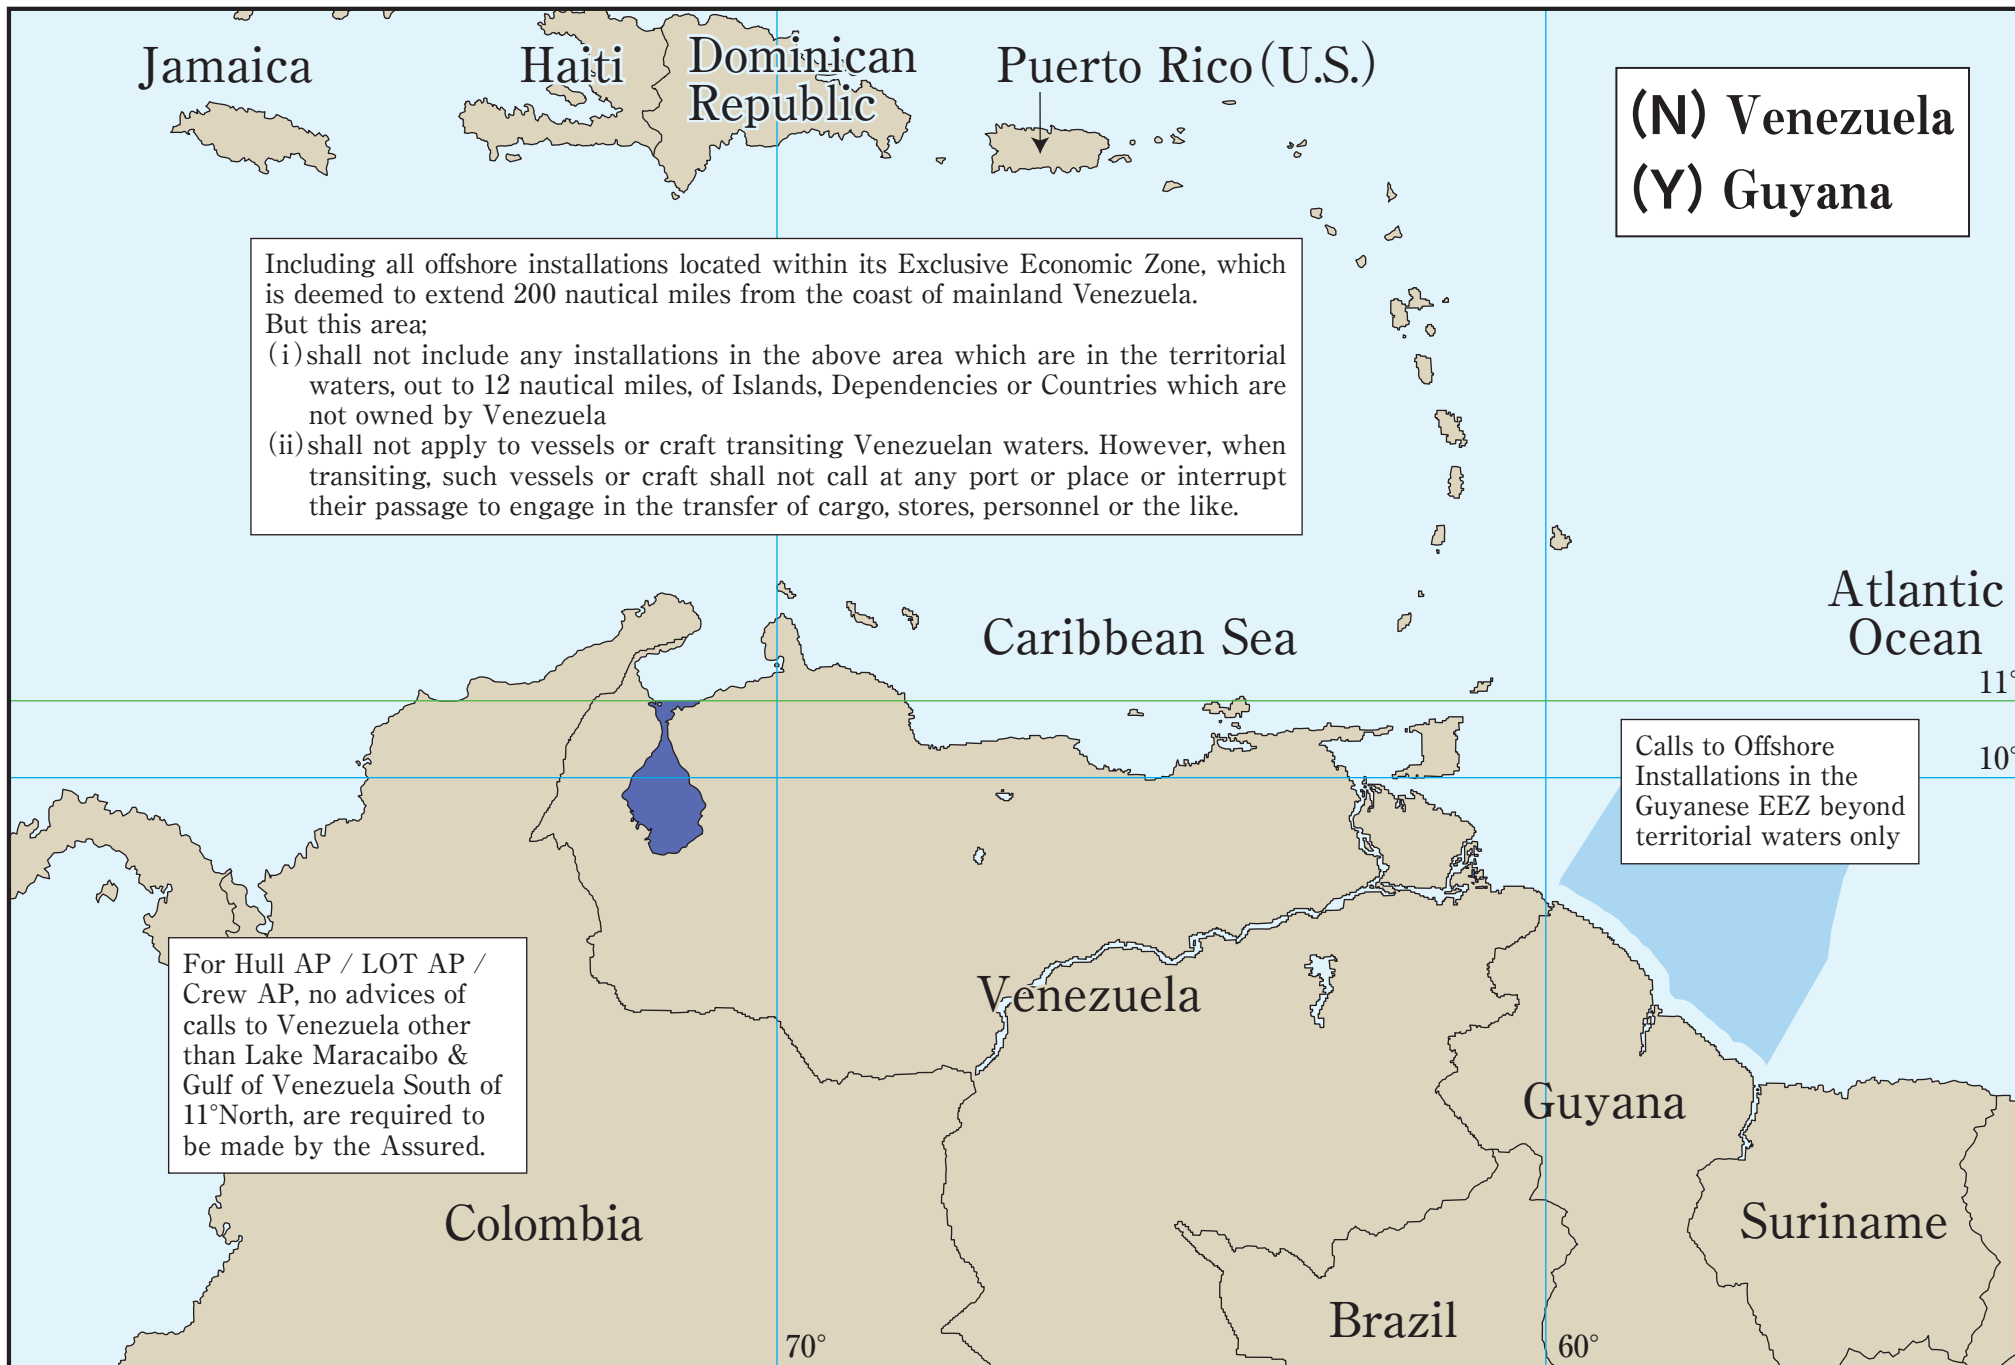 Jamaica
Haiti
Dominican
Republic
Puerto Rico (U.S.)
(N) Venezuela
(Y) Guyana
Including all offshore installations located within its Exclusive Economic Zone, which
is deemed to extend 200 nautical miles from the coast of mainland Venezuela.
But this area;
(i) shall not include any installations in the above area which are in the territorial
waters, out to 12 nautical miles, of Islands, Dependencies or Countries which are
not owned by Venezuela
(ii) shall not apply to vessels or craft transiting Venezuelan waters. However, when
transiting, such vessels or craft shall not call at any port or place or interrupt
their passage to engage in the transfer of cargo, stores, personnel or the like.
Atlantic
Ocean
Caribbean Sea
11°
10°
Calls to Offshore
Installations in the
Guyanese EEZ beyond
territorial waters only
For Hull AP / LOT AP /
Crew AP, no advices of
calls to Venezuela other
than Lake Maracaibo &
Gulf of Venezuela South of
11°North, are required to
be made by the Assured.
Venezuela
Guyana
Colombia
Suriname
Brazil
70°
60°